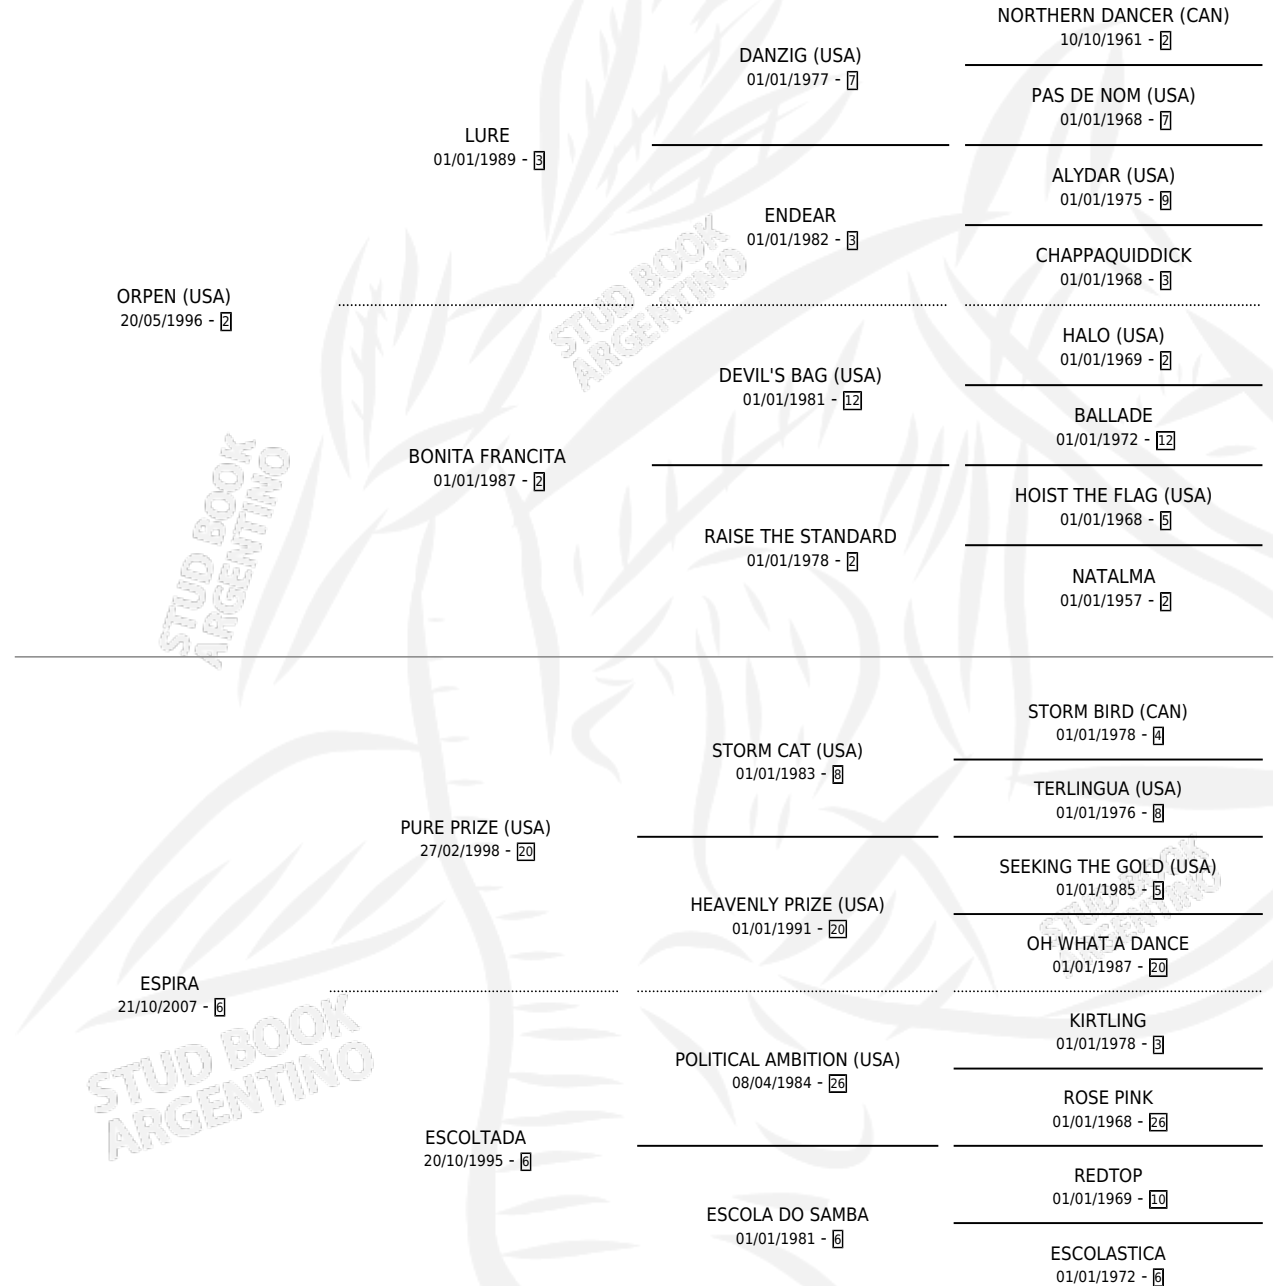 NORTHERN DANCER (CAN)
10/10/1961 - 2
DANZIG (USA)
01/01/1977 - 7
PAS DE NOM (USA)
01/01/1968 - 7
LURE
01/01/1989 - 3
ALYDAR (USA)
01/01/1975 - 9
ENDEAR
01/01/1982 - 3
CHAPPAQUIDDICK
01/01/1968 - 3
ORPEN (USA)
20/05/1996 - 2
HALO (USA)
01/01/1969 - 2
DEVIL'S BAG (USA)
01/01/1981 - 12
BALLADE
01/01/1972 - 12
BONITA FRANCITA
01/01/1987 - 2
HOIST THE FLAG (USA)
01/01/1968 - 5
RAISE THE STANDARD
01/01/1978 - 2
NATALMA
01/01/1957 - 2
STUD BOOK
ARGENTINO
STUD BOOK
ARGENTINO
STORM BIRD (CAN)
01/01/1978 - 4
STORM CAT (USA)
01/01/1983 - 8
TERLINGUA (USA)
01/01/1976 - 8
PURE PRIZE (USA)
27/02/1998 - 20
SEEKING THE GOLD (USA)
01/01/1985 - 5
HEAVENLY PRIZE (USA)
01/01/1991 - 20
OH WHAT A DANCE
01/01/1987 - 20
STUD BOOK
ARGENTINO
ESPIRA
21/10/2007 - 6
KIRTLING
01/01/1978 - 3
POLITICAL AMBITION (USA)
08/04/1984 - 26
ROSE PINK
01/01/1968 - 26
STUD BOOK
ARGENTINO
ESCOLTADA
20/10/1995 - 6
REDTOP
01/01/1969 - 10
ESCOLA DO SAMBA
01/01/1981 - 6
ESCOLASTICA
01/01/1972 - 6